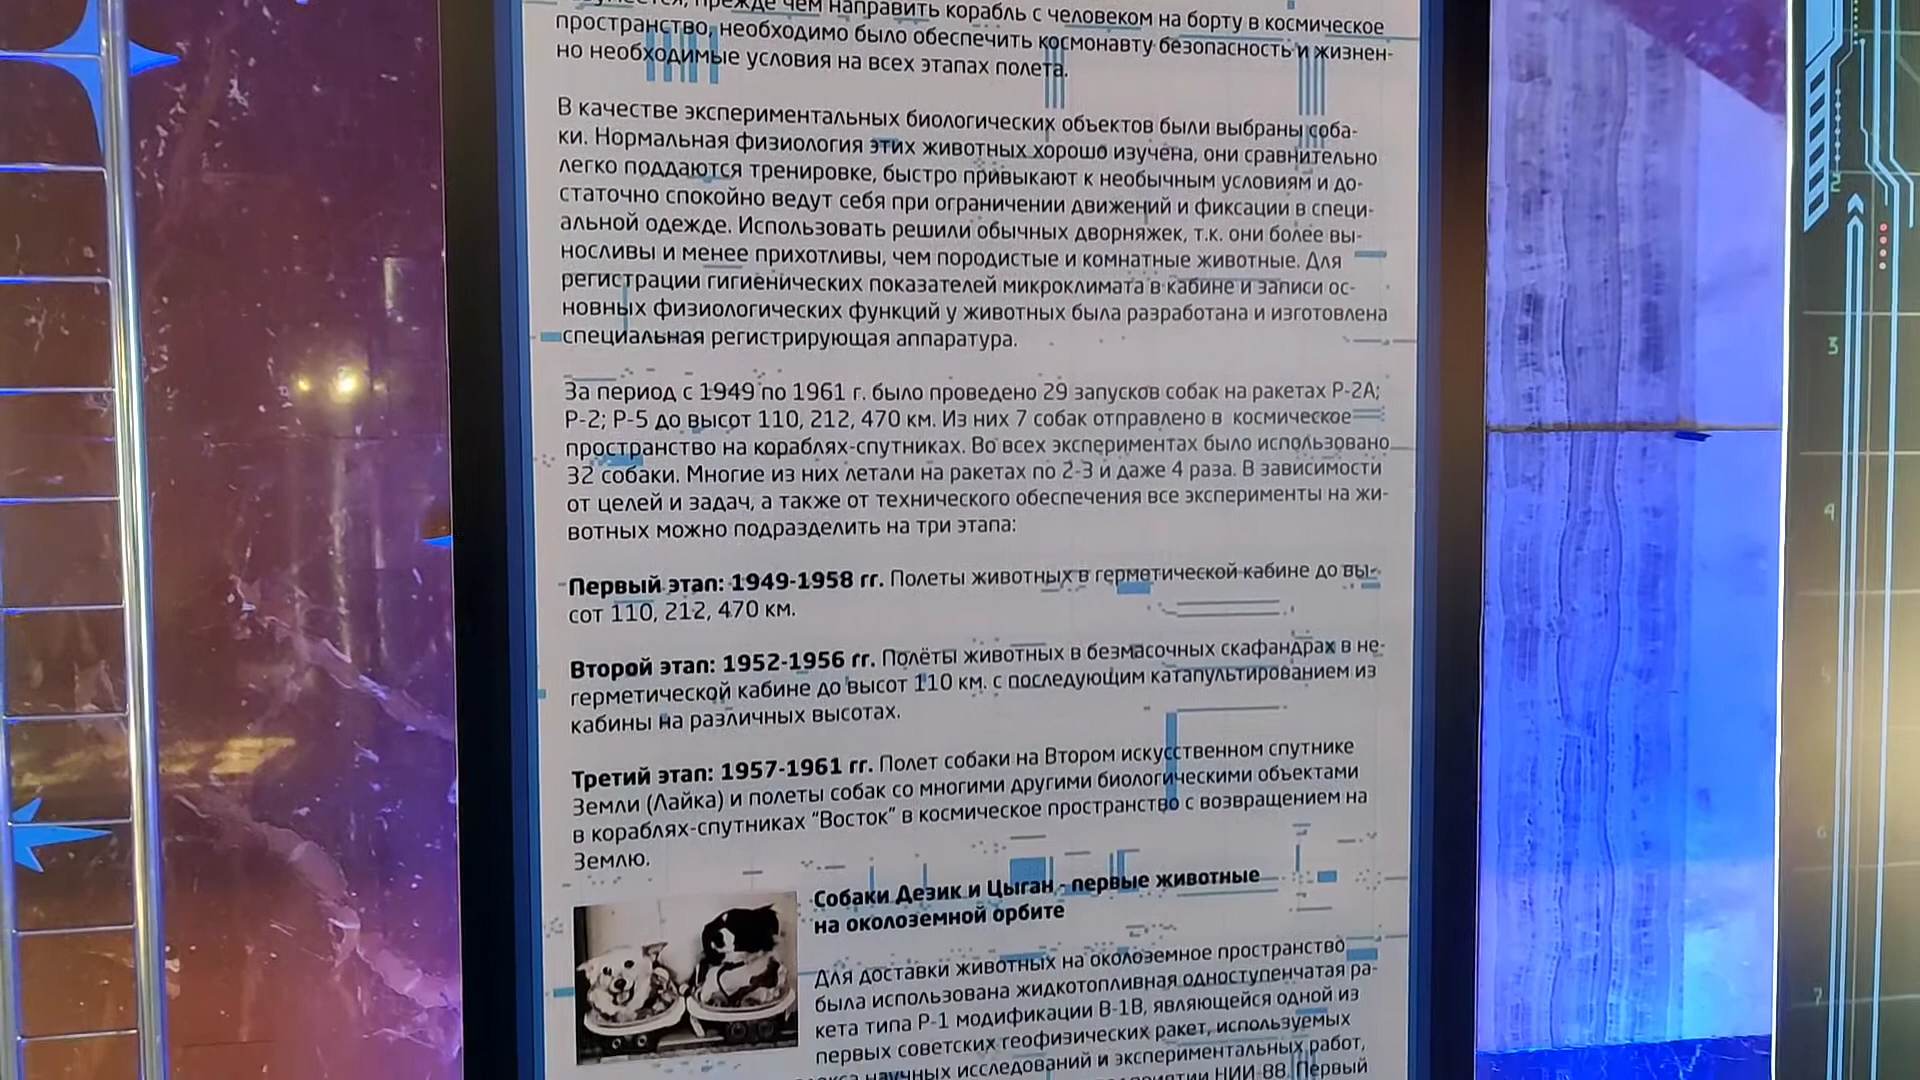 прежде чем направить корабль с человеком на борту в космическое
пространство, необходимо было обеспечить космонавту безопасность и жизнен-
но необходимые условия на всех этапах полета.
В качестве экспериментальных биологических объектов были выбраны соба-
ки. Нормальная физиология этих животных хорошо изучена, они сравнительно
легко поддаются тренировке, быстро привыкают к необычным условиям и до-
статочно спокойно ведут себя при ограничении движений и фиксации в специ-
альной одежде. Использовать решили обычных дворняжек, т.к. они более вы-
носливы и менее прихотливы, чем породистые и комнатные животные. Для
регистрации гигиенических показателей микроклимата в кабине и записи ос-
новных физиологических функций у животных была разработана и изготовлена
специальная регистрирующая аппаратура.
За период с 1949 по 1961 г. было проведено 29 запусков собак на ракетах Р-2А;
Р-2; Р-5 до высот 110, 212, 470 км. Из них 7 собак отправлено в космическое
пространство на кораблях-спутниках. Во всех экспериментах было использовано
32 собаки. Многие из них летали на ракетах по 2-3 и даже 4 раза. В зависимости
от целей и задач, а также от технического обеспечения все эксперименты на жи-
вотных можно подразделить на три этапа:
Первый этап: 1949-1958 гг. Полеты животных в герметической кабине до вы-
сот 110, 212, 470 км.
Второй этап: 1952-1956 гг. Полёты животных в безмасочных скафандрах в не-
герметической кабине до высот 110 км. с последующим катапультированием из
кабины на различных высотах.
Третий этап: 1957-1961 гг. Полет собаки на Втором искусственном спутнике
Земли (Лайка) и полеты собак со многими другими биологическими объектами
в кораблях-спутниках “Восток” в космическое пространство с возвращением на
Землю.
Собаки Дезик и Цыган - первые животные
на околоземной орбите
Для доставки животных на околоземное пространство
была использована жидкотопливная одноступенчатая ра-
кета типа Р-1 модификации В-1В, являющейся одной из
первых советских геофизических ракет, используемых
научных исследований и экспериментальных работ,
НИИ 88. Первый
2
3
4
6
7